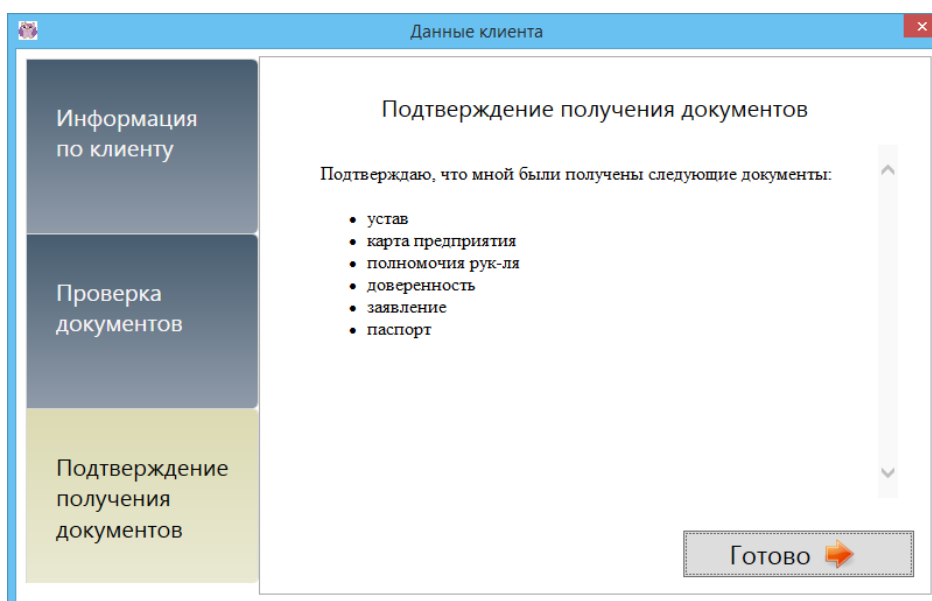 Данные клиента
Информация
по клиенту
Проверка
документов
Подтверждение
получения
документов
Подтверждение получения документов
Подтверждаю, что мной были получены следующие документы:
• устав
• карта предприятия
• полномочия рук-ля
• доверенность
• заявление
• паспорт
Готово